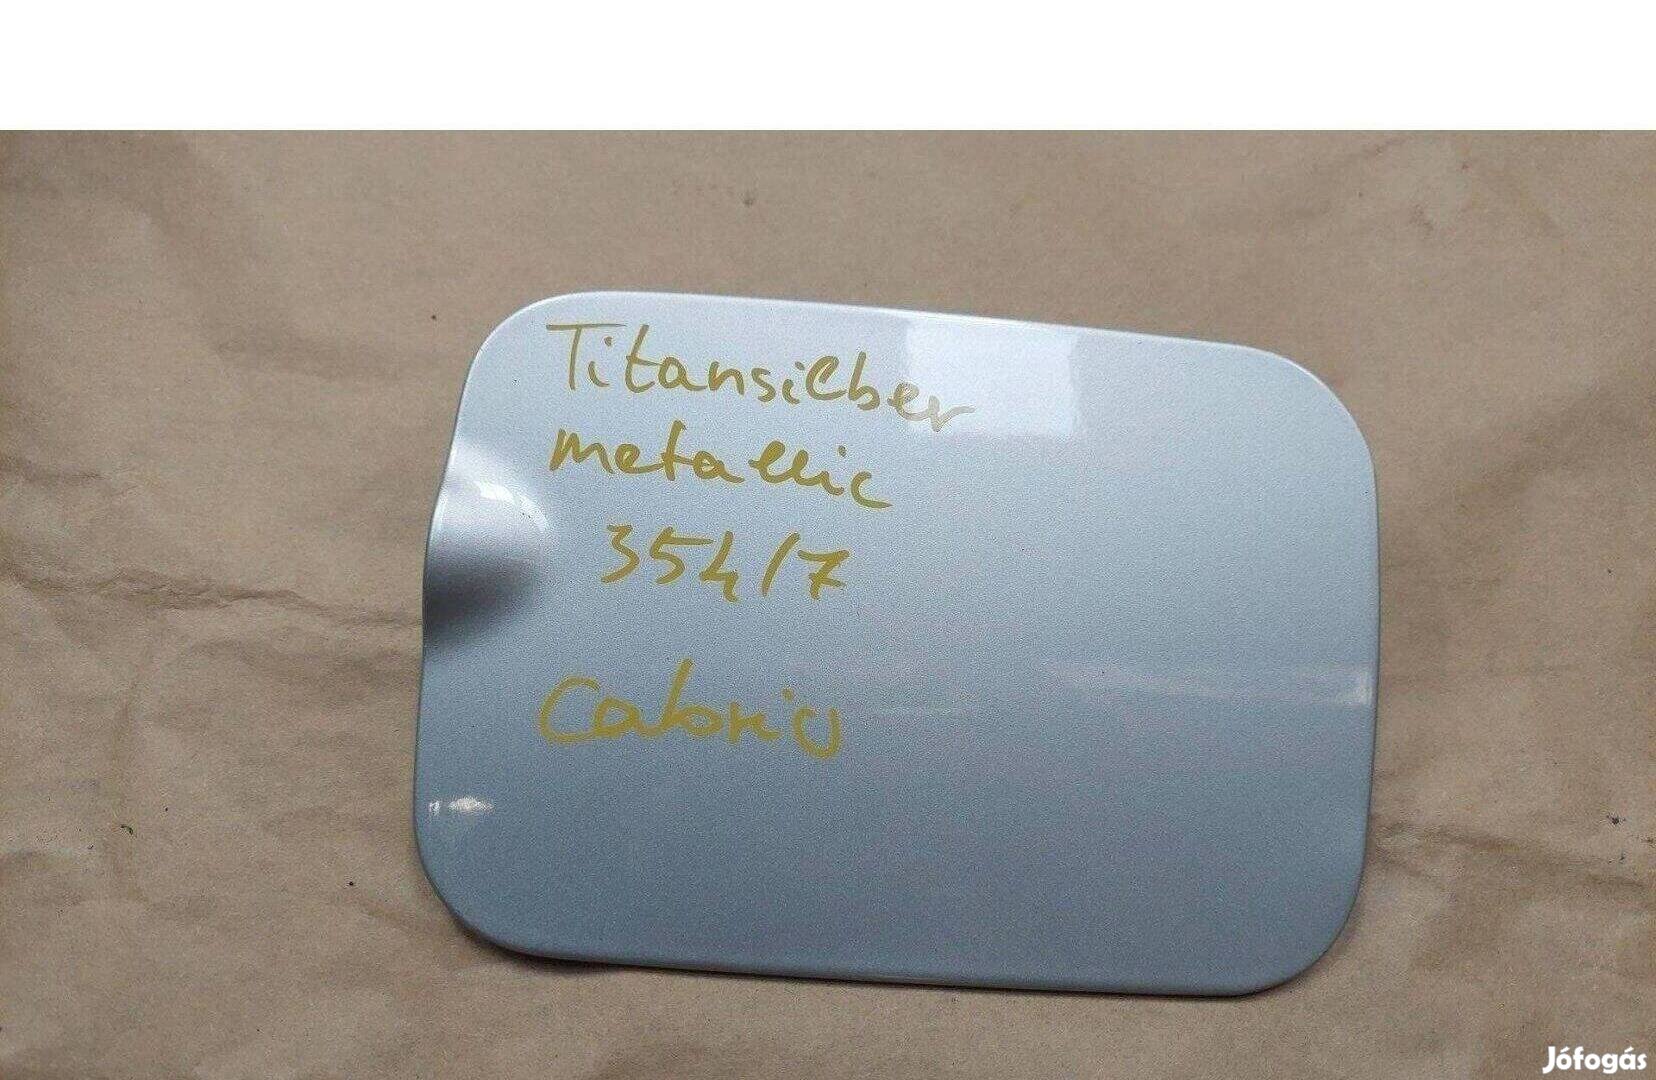 Titansilber
metallic
354/7
Cabrio
Jófogás